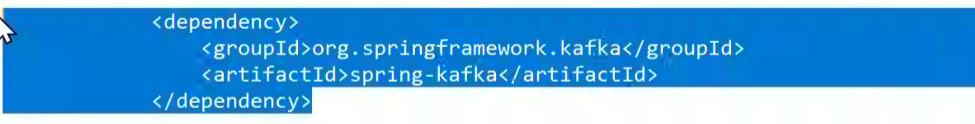 <dependency>
<groupId>org.springframework.kafka</groupId>
<artifactId>spring-kafka</artifactId>
</dependency>